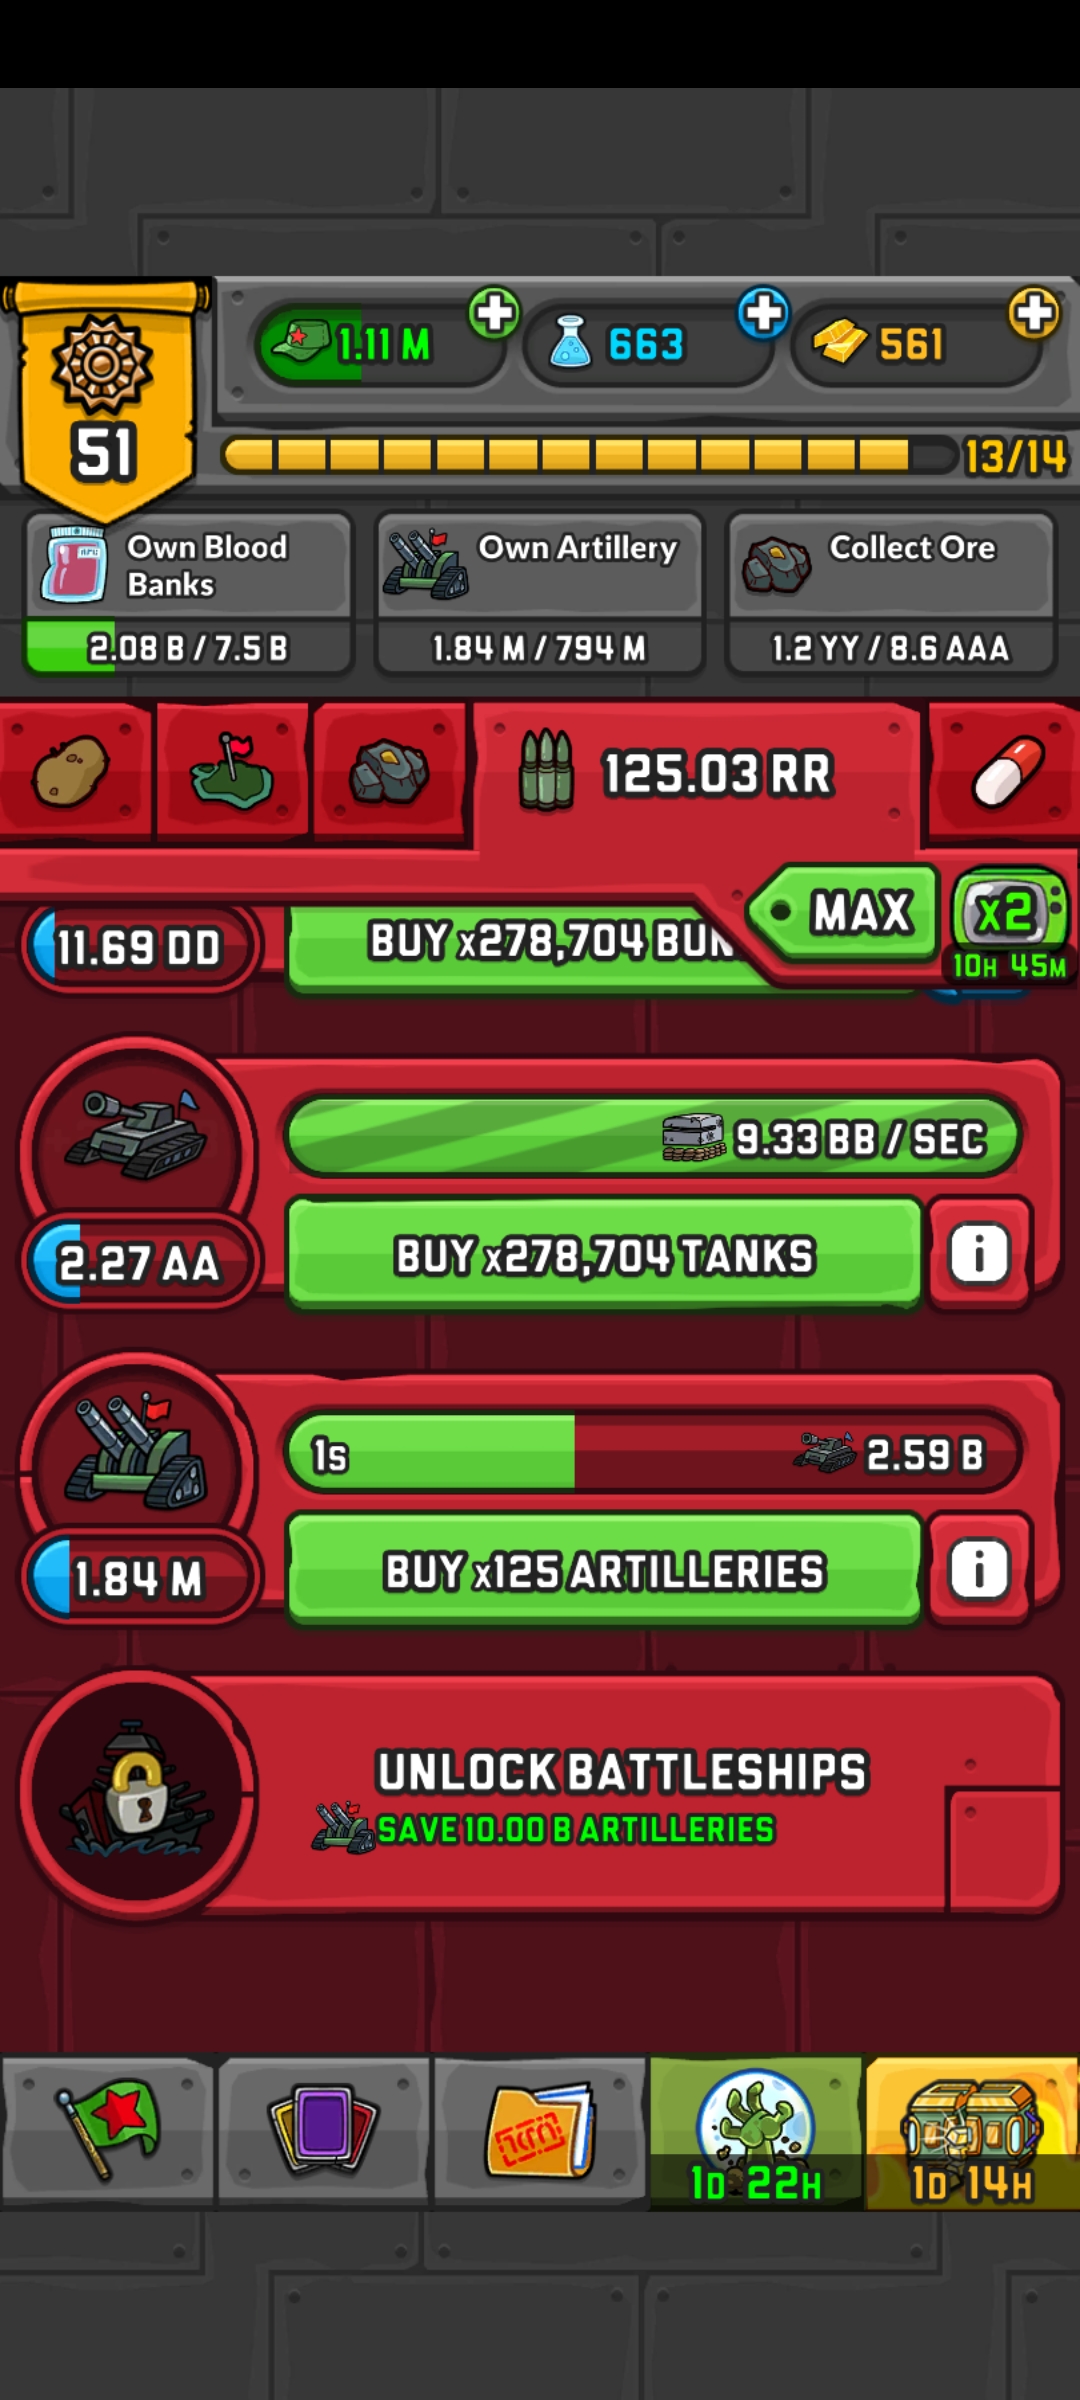 51
1.11 M
663
561
13/14
Own Blood
Banks
2.08 B / 7.5 B
Own Artillery
1.84 M / 794 M
Collect Ore
1.2 YY / 8.6 AAA
125.03 RR
MAX
x2
10H 45M
11.69 DD
BUY x278,704 BUN
9.33 BB / SEC
2.27 AA
BUY x278,704 TANKS
i
1s
2.59 B
1.84 M
BUY x125 ARTILLERIES
i
UNLOCK BATTLESHIPS
SAVE 10.00 B ARTILLERIES
1D 22H
1D 14H